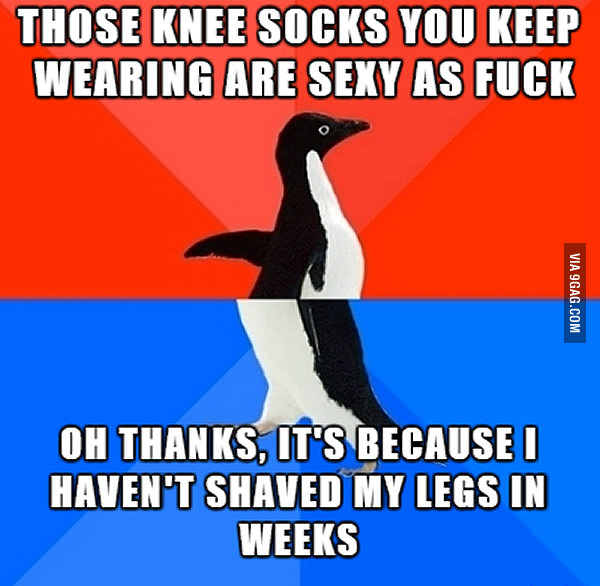 THOSE KNEE SOCKS YOU KEEP
WEARING ARE SEXY AS FUCK
VIA 9GAG.COM
OH THANKS, IT'S BECAUSE I
HAVEN'T SHAVED MY LEGS IN
WEEKS